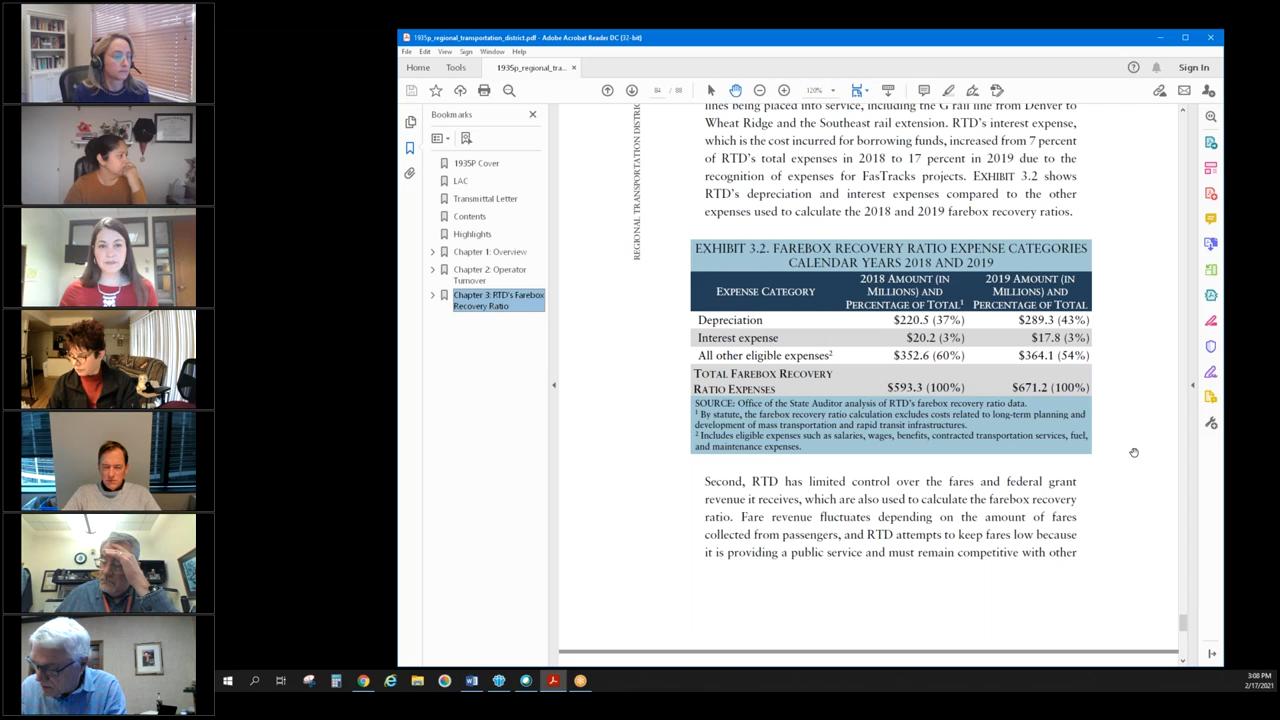 1935p_regional_transportation_district.pdf - Adobe Acrobat Reader DC (32-bit)
File Edit View Sign Window Help
Home Tools 1935p_regional_tra... × Sign In
84 / 88 120%
Bookmarks
1935P Cover
LAC
Transmittal Letter
Contents
Highlights
Chapter 1: Overview
Chapter 2: Operator
Turnover
Chapter 3: RTD's Farebox
Recovery Ratio
REGIONAL TRANSPORTATION DISTRIC
lines being placed into service, including the G rail line from Denver to
Wheat Ridge and the Southeast rail extension. RTD's interest expense,
which is the cost incurred for borrowing funds, increased from 7 percent
of RTD's total expenses in 2018 to 17 percent in 2019 due to the
recognition of expenses for FasTracks projects. EXHIBIT 3.2 shows
RTD's depreciation and interest expenses compared to the other
expenses used to calculate the 2018 and 2019 farebox recovery ratios.
EXHIBIT 3.2. FAREBOX RECOVERY RATIO EXPENSE CATEGORIES
CALENDAR YEARS 2018 AND 2019
EXPENSE CATEGORY
2018 AMOUNT (IN
MILLIONS) AND
PERCENTAGE OF TOTAL¹
2019 AMOUNT (IN
MILLIONS) AND
PERCENTAGE OF TOTAL
Depreciation $220.5 (37%) $289.3 (43%)
Interest expense $20.2 (3%) $17.8 (3%)
All other eligible expenses² $352.6 (60%) $364.1 (54%)
TOTAL FAREBOX RECOVERY
RATIO EXPENSES $593.3 (100%) $671.2 (100%)
SOURCE: Office of the State Auditor analysis of RTD's farebox recovery ratio data.
¹ By statute, the farebox recovery ratio calculation excludes costs related to long-term planning and
development of mass transportation and rapid transit infrastructures.
² Includes eligible expenses such as salaries, wages, benefits, contracted transportation services, fuel,
and maintenance expenses.
Second, RTD has limited control over the fares and federal grant
revenue it receives, which are also used to calculate the farebox recovery
ratio. Fare revenue fluctuates depending on the amount of fares
collected from passengers, and RTD attempts to keep fares low because
it is providing a public service and must remain competitive with other
3:08 PM
2/17/2021